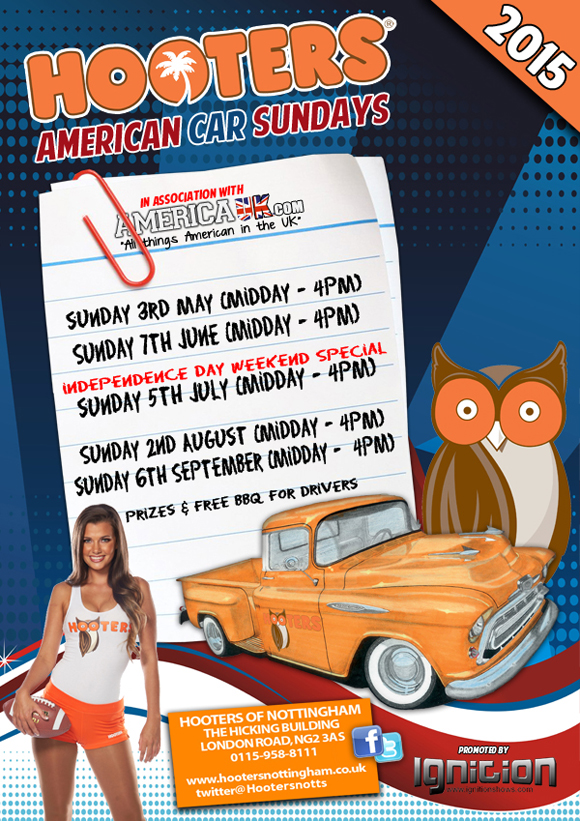 2015
HOOTERS®
AMERICAN CAR SUNDAYS
IN ASSOCIATION WITH
AMERICAUK.COM
"All things American in the UK"
SUNDAY 3RD MAY (MIDDAY - 4PM)
SUNDAY 7TH JUNE (MIDDAY - 4PM)
INDEPENDENCE DAY WEEKEND SPECIAL
SUNDAY 5TH JULY (MIDDAY - 4PM)
SUNDAY 2ND AUGUST (MIDDAY - 4PM)
SUNDAY 6TH SEPTEMBER (MIDDAY - 4PM)
PRIZES & FREE BBQ FOR DRIVERS
HOOTERS
HOOTERS
HOOTERS OF NOTTINGHAM
THE HICKING BUILDING
LONDON ROAD, NG2 3AS
0115-958-8111
www.hootersnottingham.co.uk
twitter@Hootersnotts
f
t
PROMOTED BY
Ignition
www.ignitionshows.com